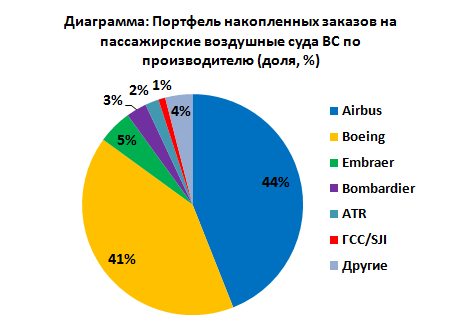 Диаграмма: Портфель накопленных заказов на
пассажирские воздушные суда ВС по
производителю (доля, %)
1%
2%
3%
4%
5%
44%
41%
Airbus
Boeing
Embraer
Bombardier
ATR
ГСС/SJI
Другие